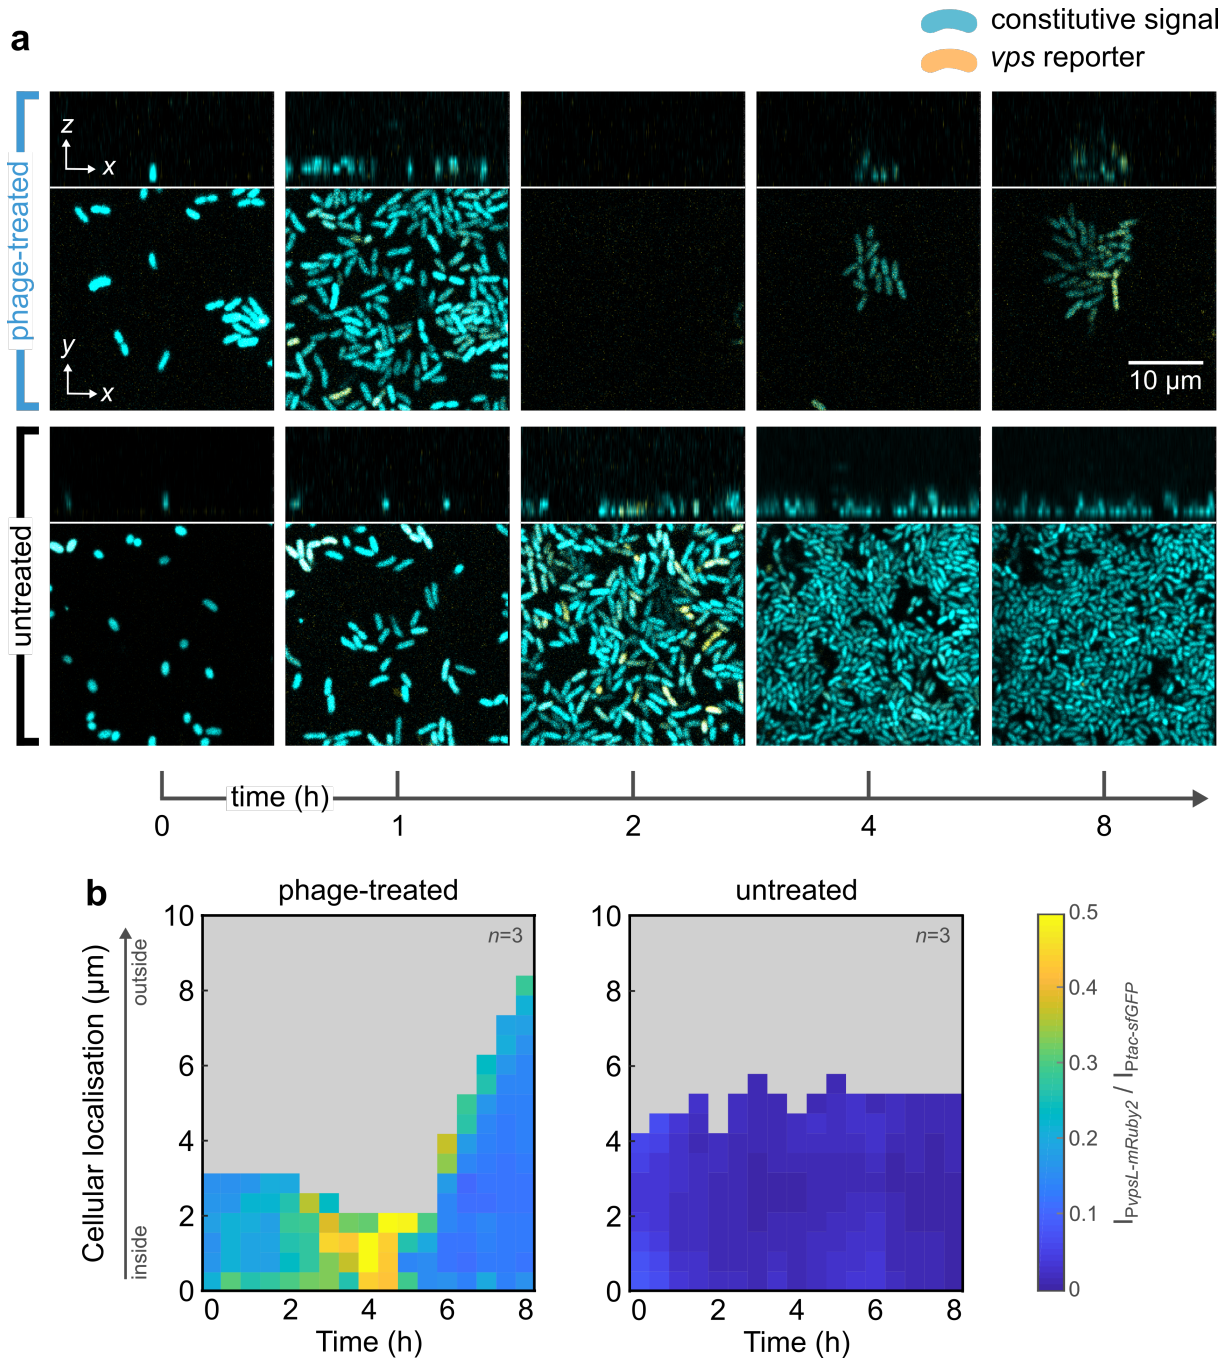 a
constitutive signal
vps reporter
phage-treated
z
x
y
x
10 µm
untreated
time (h)
0
1
2
4
8
b
phage-treated
untreated
n=3
n=3
Cellular localisation (µm)
outside
inside
10
8
6
4
2
0
0
2
4
6
8
Time (h)
10
8
6
4
2
0
0
2
4
6
8
Time (h)
0.5
0.4
0.3
0.2
0.1
0
IPvpsL-mRuby2 / IPtac-sfGFP